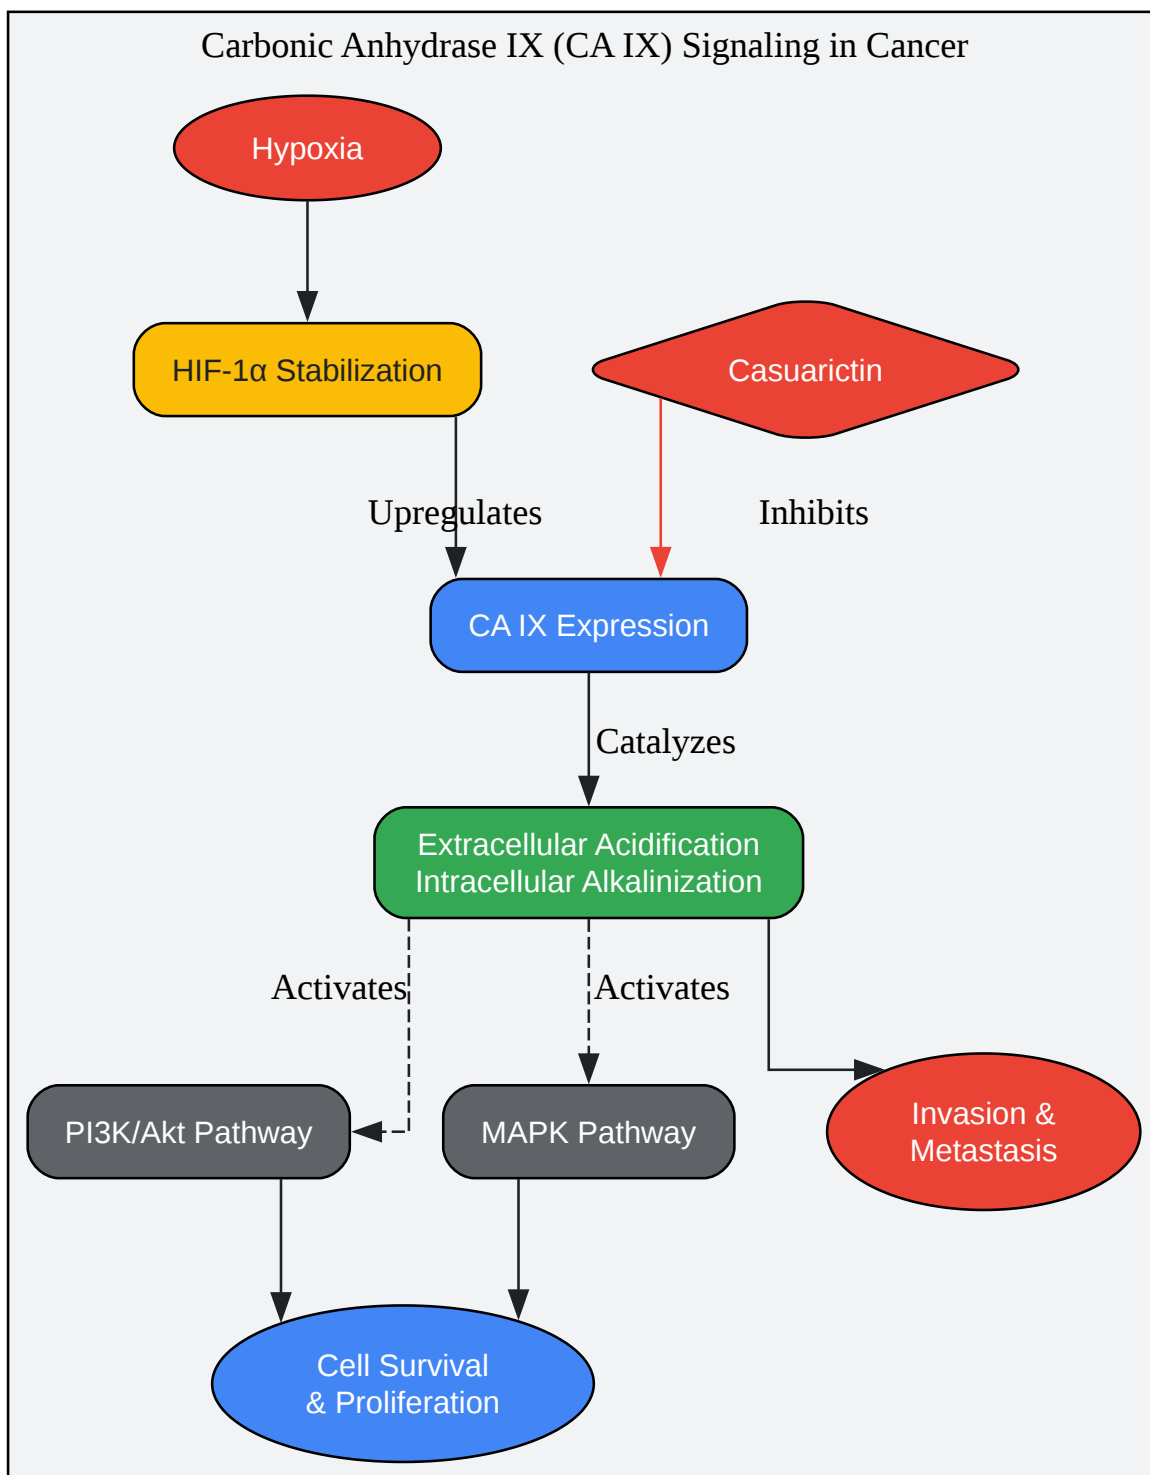 Carbonic Anhydrase IX (CA IX) Signaling in Cancer
Hypoxia
HIF-1α Stabilization
Casuarictin
Upregulates
Inhibits
CA IX Expression
Catalyzes
Extracellular Acidification
Intracellular Alkalinization
Activates
Activates
PI3K/Akt Pathway
MAPK Pathway
Invasion &
Metastasis
Cell Survival
& Proliferation